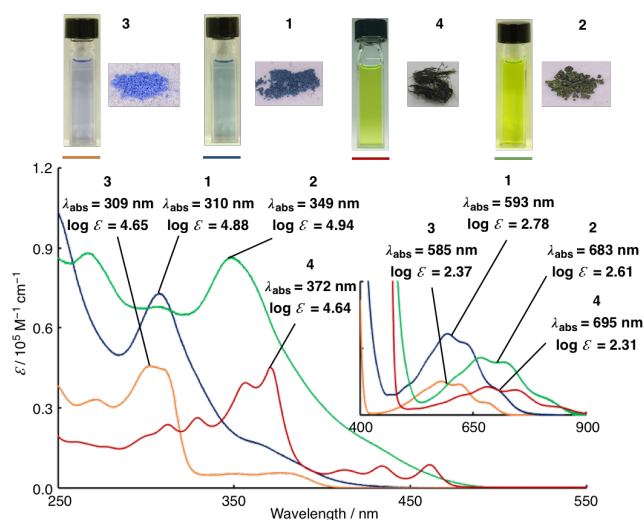 3
1
4
2
1.2
0.9
0.6
0.3
0.0
ℰ / 10⁵ M⁻¹ cm⁻¹
3
λabs = 309 nm
log ℰ = 4.65
1
λabs = 310 nm
log ℰ = 4.88
2
λabs = 349 nm
log ℰ = 4.94
4
λabs = 372 nm
log ℰ = 4.64
1
λabs = 593 nm
log ℰ = 2.78
3
λabs = 585 nm
log ℰ = 2.37
2
λabs = 683 nm
log ℰ = 2.61
4
λabs = 695 nm
log ℰ = 2.31
400
650
900
250
350
450
550
Wavelength / nm